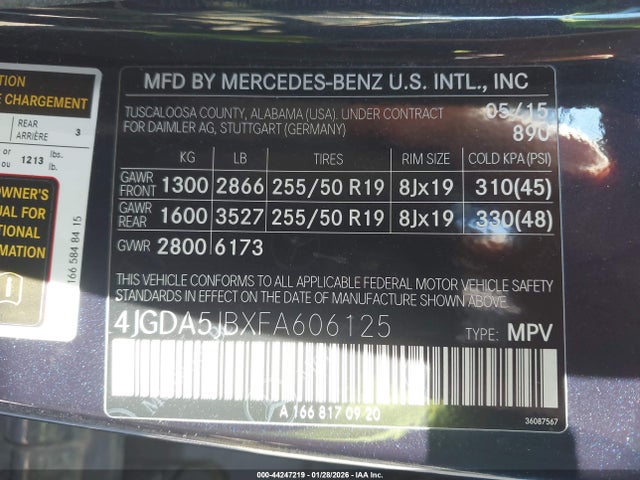 TION
E CHARGEMENT
REAR
ARRIÈRE 3
or
ou 1213 lbs.
lb.
OWNER'S
UAL FOR
TIONAL
MATION
166 584 84 15
MFD BY MERCEDES-BENZ U.S. INTL., INC
TUSCALOOSA COUNTY, ALABAMA (USA). UNDER CONTRACT 05/15
FOR DAIMLER AG, STUTTGART (GERMANY) 890
KG LB TIRES RIM SIZE COLD KPA (PSI)
GAWR
FRONT 1300 2866 255/50 R19 8Jx19 310(45)
GAWR
REAR 1600 3527 255/50 R19 8Jx19 330(48)
GVWR 2800 6173
THIS VEHICLE CONFORMS TO ALL APPLICABLE FEDERAL MOTOR VEHICLE SAFETY
STANDARDS IN EFFECT ON THE DATE OF MANUFACTURE SHOWN ABOVE.
4JGDA5JBXFA606125 TYPE: MPV
A 166 817 09 20
36087567
000-44247219 | 01/28/2026 | IAA CHICAGO-SOUTH